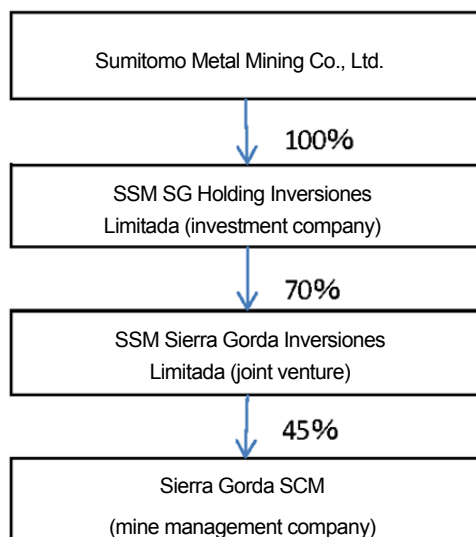 Sumitomo Metal Mining Co., Ltd.
100%
SSM SG Holding Inversiones
Limitada (investment company)
70%
SSM Sierra Gorda Inversiones
Limitada (joint venture)
45%
Sierra Gorda SCM
(mine management company)